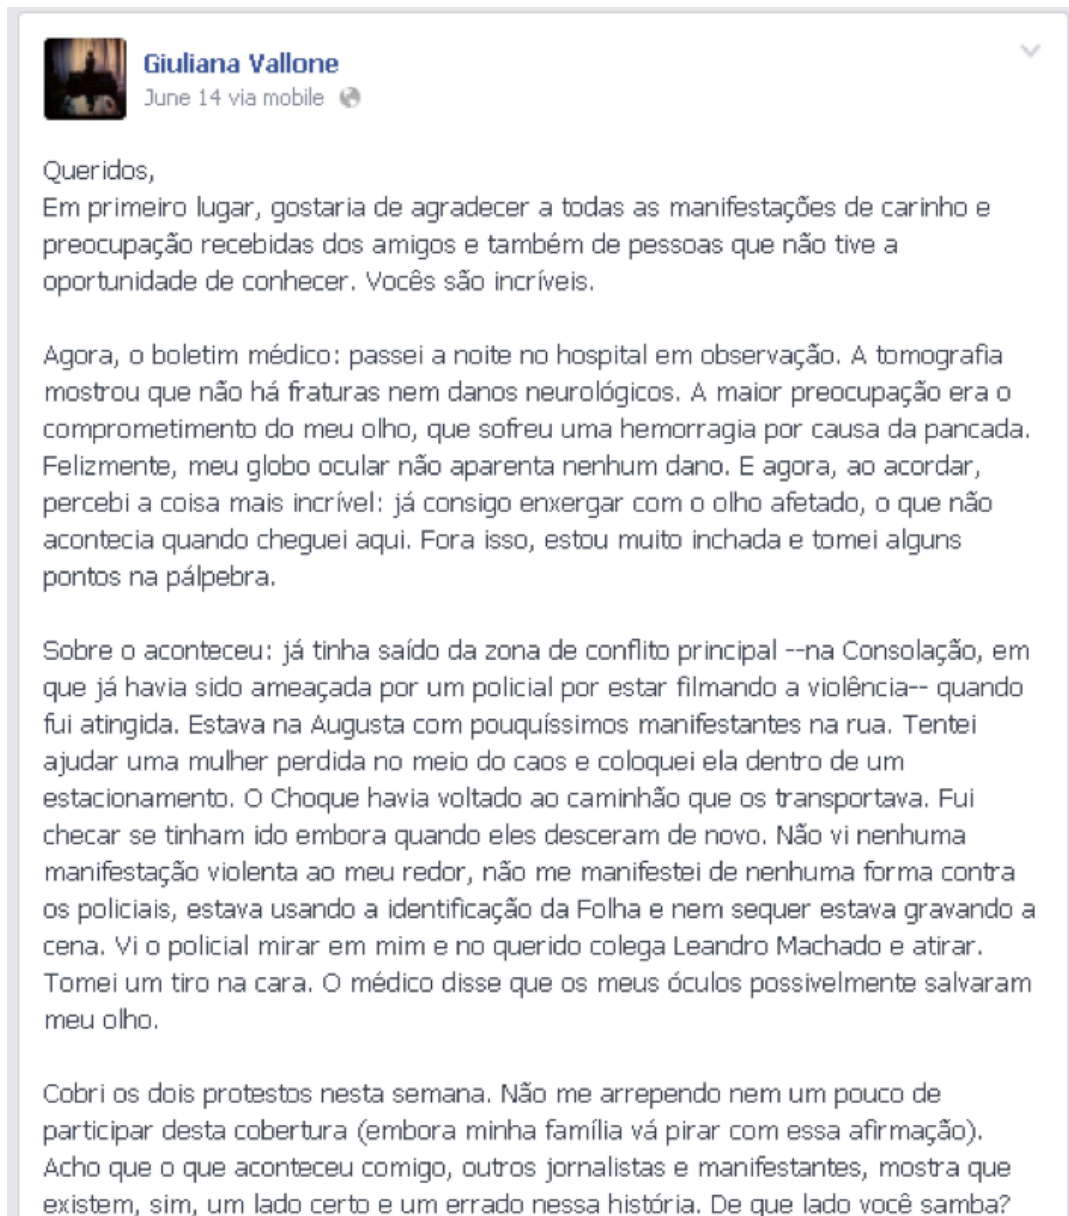 Giuliana Vallone
June 14 via mobile
Queridos,
Em primeiro lugar, gostaria de agradecer a todas as manifestações de carinho e
preocupação recebidas dos amigos e também de pessoas que não tive a
oportunidade de conhecer. Vocês são incríveis.
Agora, o boletim médico: passei a noite no hospital em observação. A tomografia
mostrou que não há fraturas nem danos neurológicos. A maior preocupação era o
comprometimento do meu olho, que sofreu uma hemorragia por causa da pancada.
Felizmente, meu globo ocular não aparenta nenhum dano. E agora, ao acordar,
percebi a coisa mais incrível: já consigo enxergar com o olho afetado, o que não
acontecia quando cheguei aqui. Fora isso, estou muito inchada e tomei alguns
pontos na pálpebra.
Sobre o aconteceu: já tinha saído da zona de conflito principal --na Consolação, em
que já havia sido ameaçada por um policial por estar filmando a violência-- quando
fui atingida. Estava na Augusta com pouquíssimos manifestantes na rua. Tentei
ajudar uma mulher perdida no meio do caos e coloquei ela dentro de um
estacionamento. O Choque havia voltado ao caminhão que os transportava. Fui
checar se tinham ido embora quando eles desceram de novo. Não vi nenhuma
manifestação violenta ao meu redor, não me manifestei de nenhuma forma contra
os policiais, estava usando a identificação da Folha e nem sequer estava gravando a
cena. Vi o policial mirar em mim e no querido colega Leandro Machado e atirar.
Tomei um tiro na cara. O médico disse que os meus óculos possivelmente salvaram
meu olho.
Cobri os dois protestos nesta semana. Não me arrependo nem um pouco de
participar desta cobertura (embora minha família vá pirar com essa afirmação).
Acho que o que aconteceu comigo, outros jornalistas e manifestantes, mostra que
existem, sim, um lado certo e um errado nessa história. De que lado você samba?